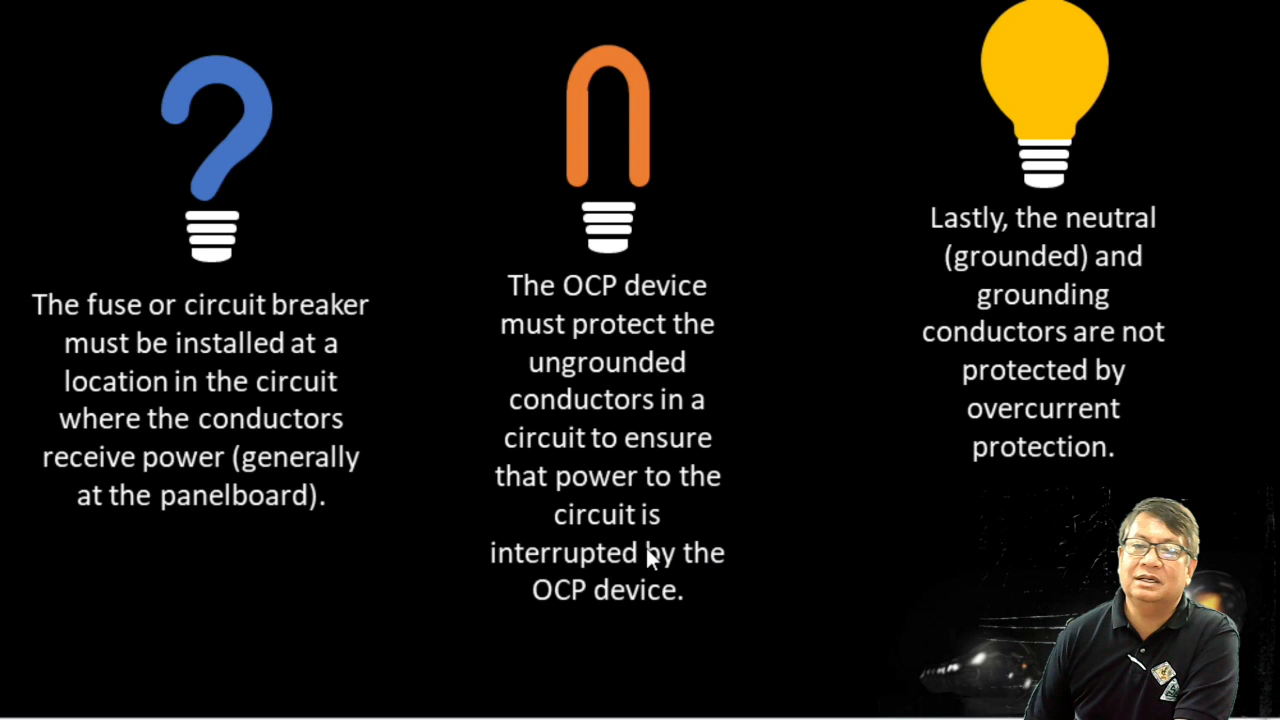 The fuse or circuit breaker
must be installed at a
location in the circuit
where the conductors
receive power (generally
at the panelboard).
The OCP device
must protect the
ungrounded
conductors in a
circuit to ensure
that power to the
circuit is
interrupted by the
OCP device.
Lastly, the neutral
(grounded) and
grounding
conductors are not
protected by
overcurrent
protection.